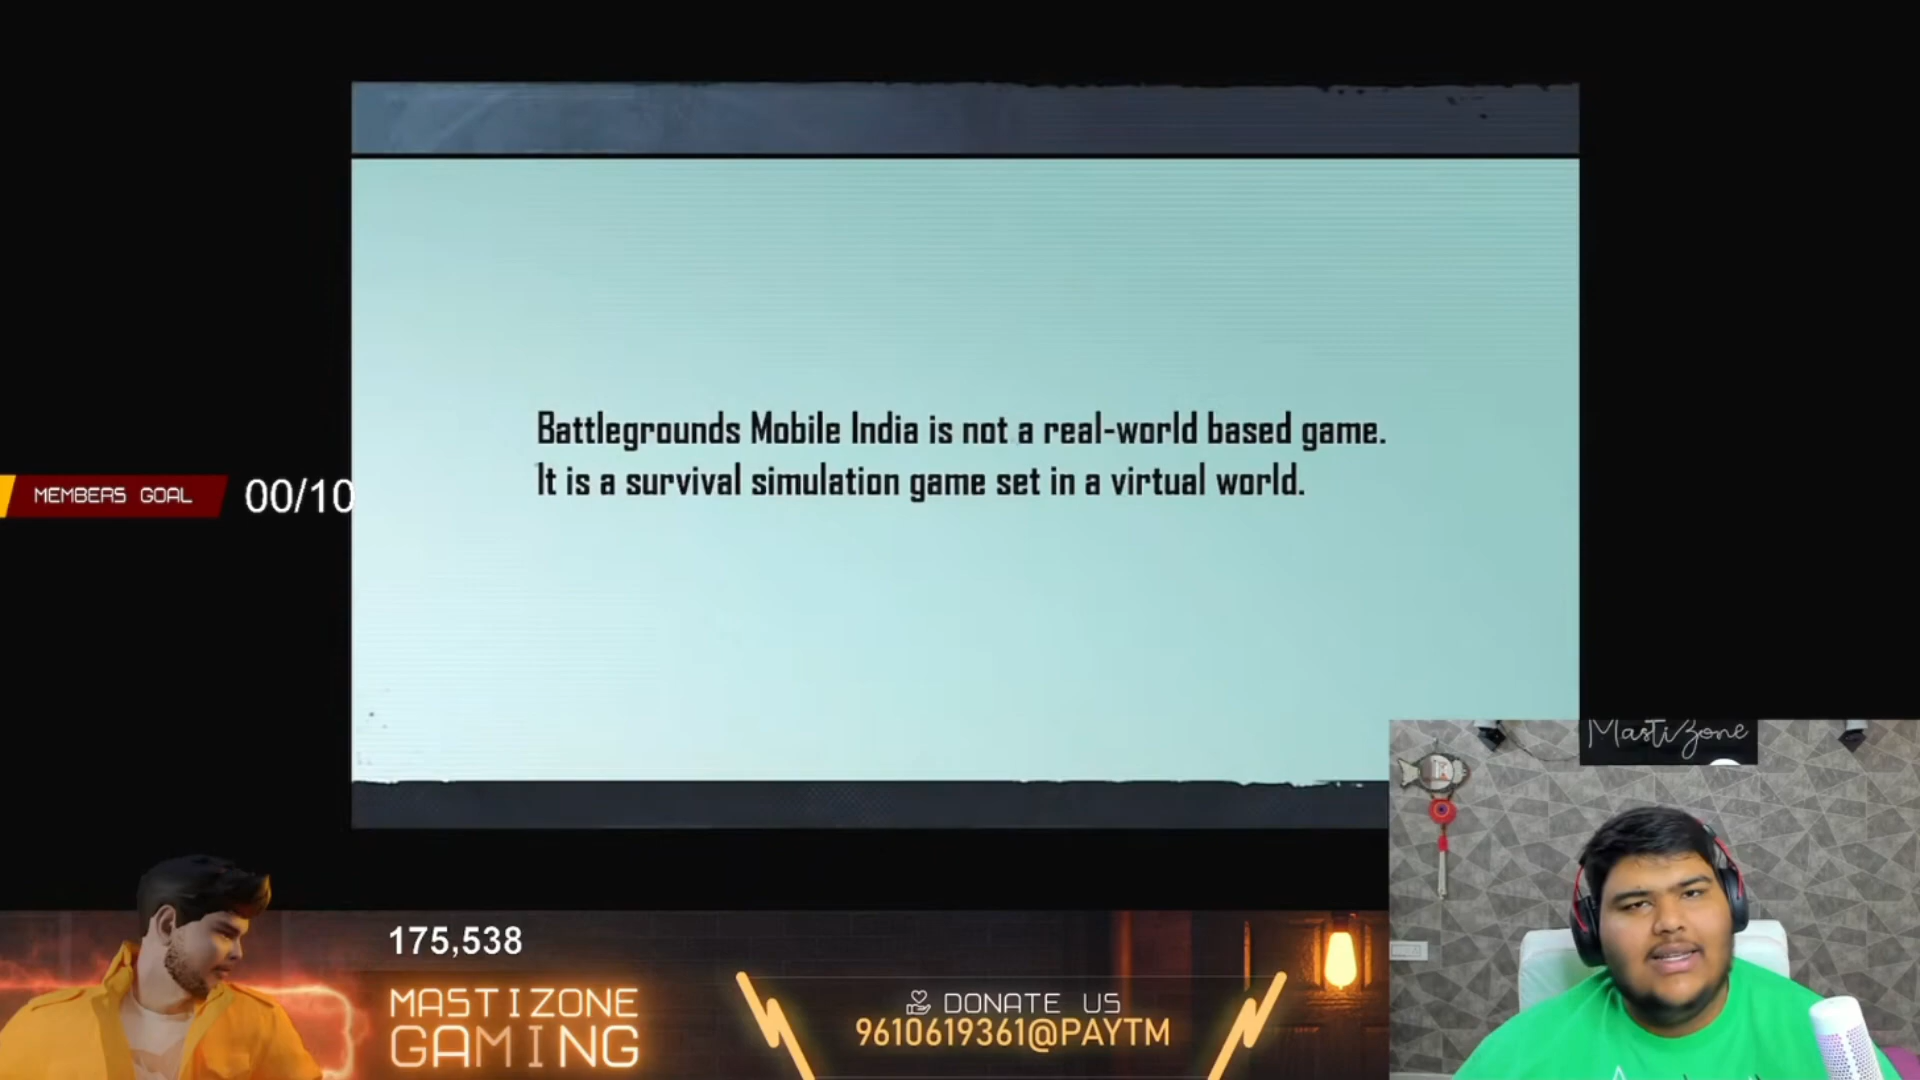 Battlegrounds Mobile India is not a real-world based game.
It is a survival simulation game set in a virtual world.
MEMBERS GOAL
00/10
MastiZone
175,538
MASTIZONE
GAMING
DONATE US
9610619361@PAYTM